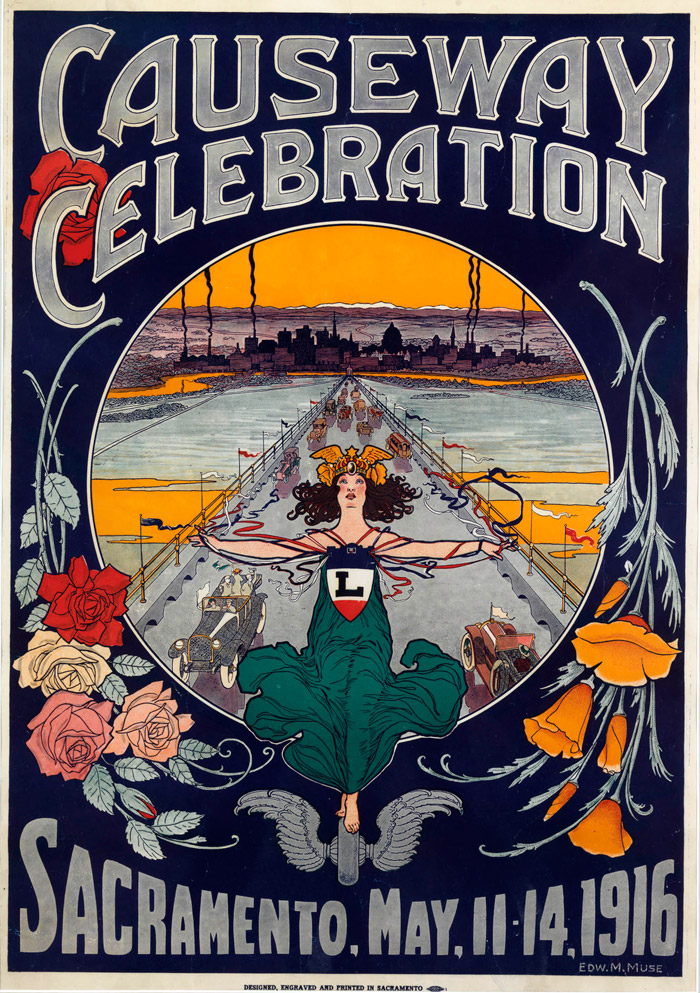 CAUSEWAY
CELEBRATION
L
SACRAMENTO, MAY, 11-14, 1916
EDW. M. MUSE
DESIGNED, ENGRAVED AND PRINTED IN SACRAMENTO